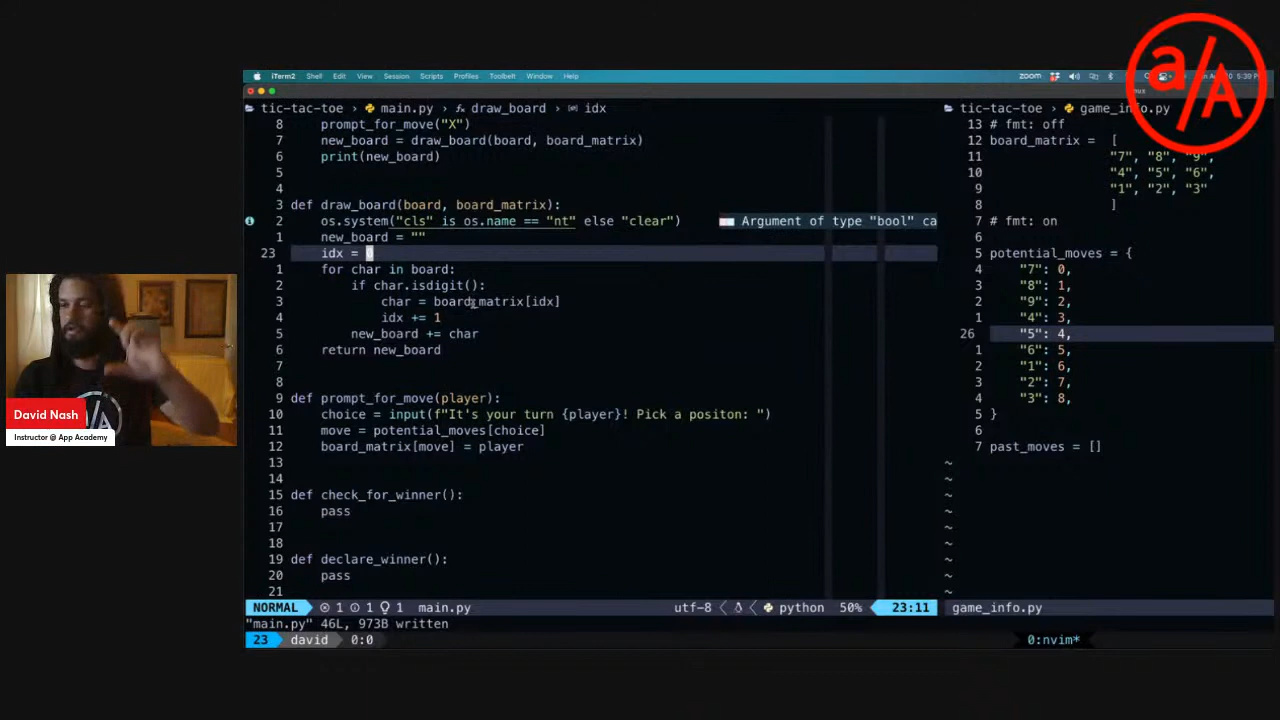 a/A
iTerm2 Shell Edit View Session Scripts Profiles Toolbelt Window Help
zoom
5:39
tic-tac-toe › main.py › draw_board › idx
8 prompt_for_move("X")
7 new_board = draw_board(board, board_matrix)
6 print(new_board)
5
4
3 def draw_board(board, board_matrix):
2 os.system("cls" is os.name == "nt" else "clear") Argument of type "bool" ca
1 new_board = ""
23 idx = 0
1 for char in board:
2 if char.isdigit():
3 char = board_matrix[idx]
4 idx += 1
5 new_board += char
6 return new_board
7
8
9 def prompt_for_move(player):
10 choice = input(f"It's your turn {player}! Pick a positon: ")
11 move = potential_moves[choice]
12 board_matrix[move] = player
13
14
15 def check_for_winner():
16 pass
17
18
19 def declare_winner():
20 pass
21
NORMAL 1 1 1 main.py utf-8 python 50% 23:11
"main.py" 46L, 973B written
23 david 0:0
tic-tac-toe › game_info.py
13 # fmt: off
12 board_matrix = [
11 "7", "8", "9",
10 "4", "5", "6",
9 "1", "2", "3"
8 ]
7 # fmt: on
6
5 potential_moves = {
4 "7": 0,
3 "8": 1,
2 "9": 2,
1 "4": 3,
26 "5": 4,
1 "6": 5,
2 "1": 6,
3 "2": 7,
4 "3": 8,
5 }
6
7 past_moves = []
~
~
~
~
~
~
~
~
~
game_info.py
0:nvim*
David Nash
Instructor @ App Academy